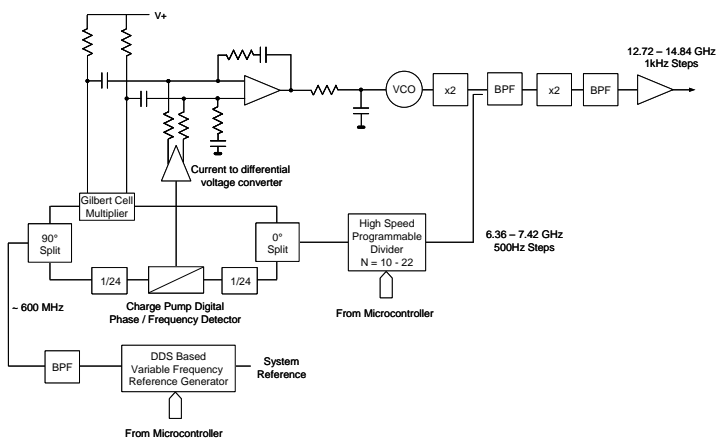 V+
12.72 – 14.84 GHz
1kHz Steps
VCO
x2
BPF
x2
BPF
Current to differential
voltage converter
Gilbert Cell
Multiplier
90°
Split
0°
Split
High Speed
Programmable
Divider
N = 10 - 22
6.36 – 7.42 GHz
500Hz Steps
1/24
1/24
~ 600 MHz
Charge Pump Digital
Phase / Frequency Detector
From Microcontroller
BPF
DDS Based
Variable Frequency
Reference Generator
System
Reference
From Microcontroller